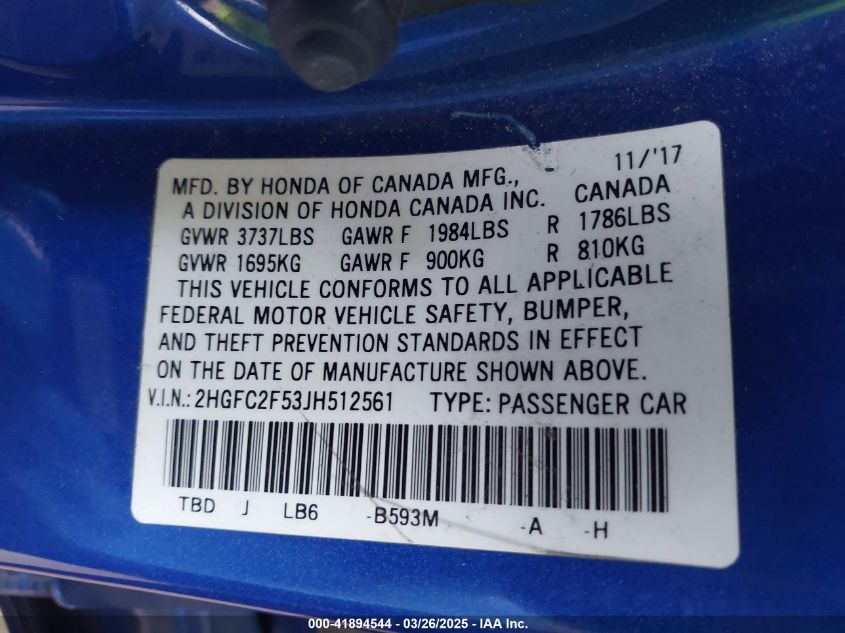 11/'17
MFD. BY HONDA OF CANADA MFG.,
A DIVISION OF HONDA CANADA INC. CANADA
GVWR 3737LBS GAWR F 1984LBS R 1786LBS
GVWR 1695KG GAWR F 900KG R 810KG
THIS VEHICLE CONFORMS TO ALL APPLICABLE
FEDERAL MOTOR VEHICLE SAFETY, BUMPER,
AND THEFT PREVENTION STANDARDS IN EFFECT
ON THE DATE OF MANUFACTURE SHOWN ABOVE.
V.I.N.: 2HGFC2F53JH512561 TYPE: PASSENGER CAR
TBD J LB6 -B593M -A -H
000-41894544 — 03/26/2025 - IAA Inc.